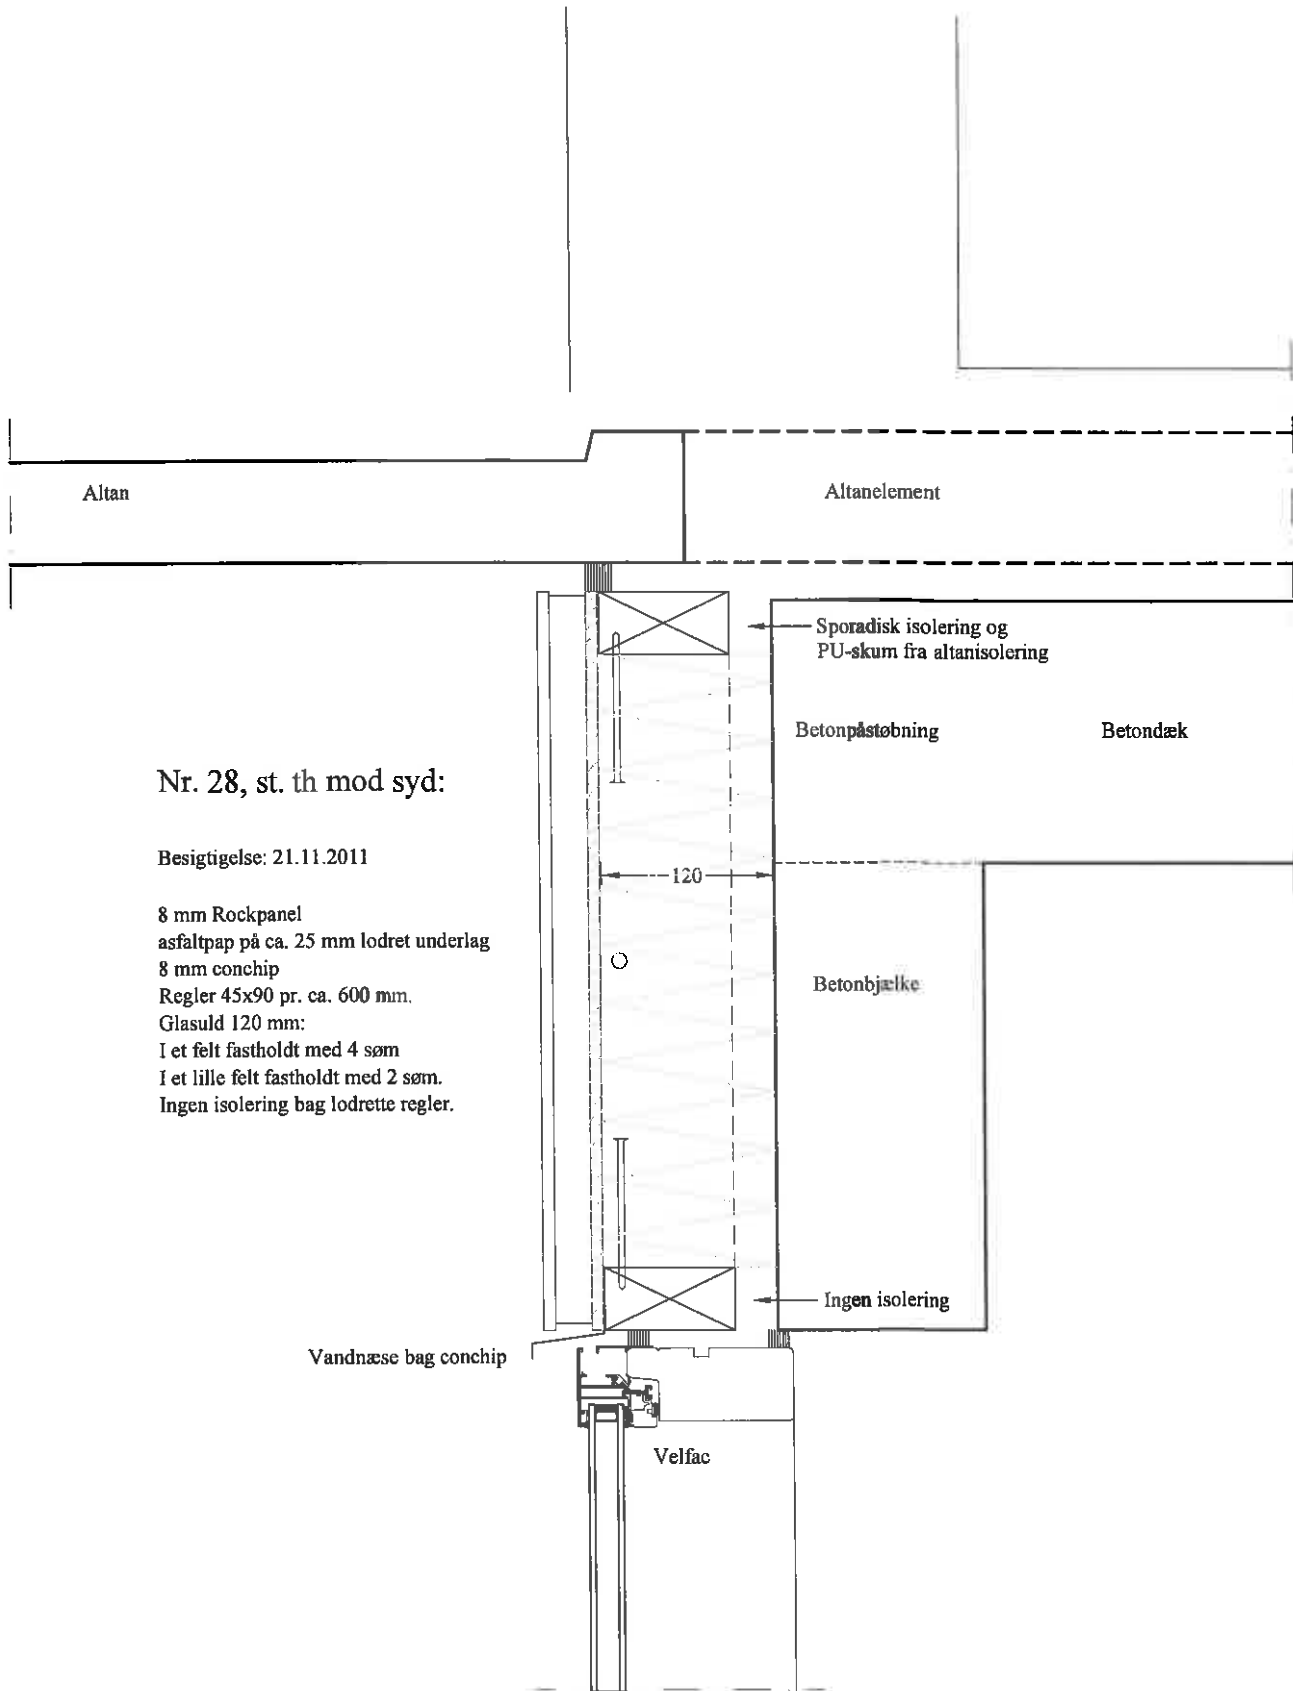 Altan
Altanelement
Sporadisk isolering og
PU-skum fra altanisolering
Betonpåstøbning
Betondæk
Nr. 28, st. th mod syd:
Besigtigelse: 21.11.2011
120
8 mm Rockpanel
asfaltpap på ca. 25 mm lodret underlag
8 mm conchip
Regler 45x90 pr. ca. 600 mm.
Glasuld 120 mm:
I et felt fastholdt med 4 søm
I et lille felt fastholdt med 2 søm.
Ingen isolering bag lodrette regler.
Betonbjælke
Ingen isolering
Vandnæse bag conchip
Velfac